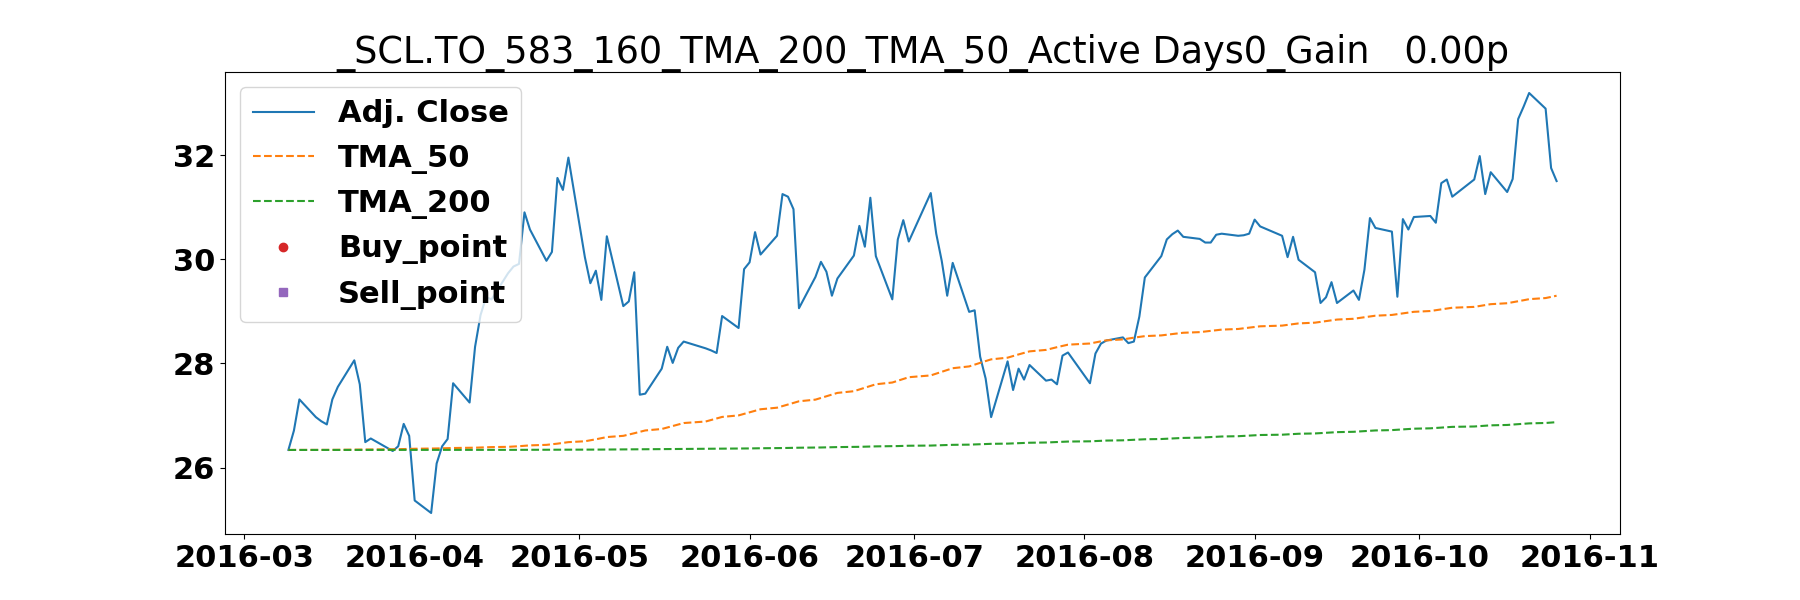 _SCL.TO_583_160_TMA_200_TMA_50_Active Days0_Gain   0.00p
Adj. Close
TMA_50
TMA_200
Buy_point
Sell_point
32
30
28
26
2016-03 2016-04 2016-05 2016-06 2016-07 2016-08 2016-09 2016-10 2016-11